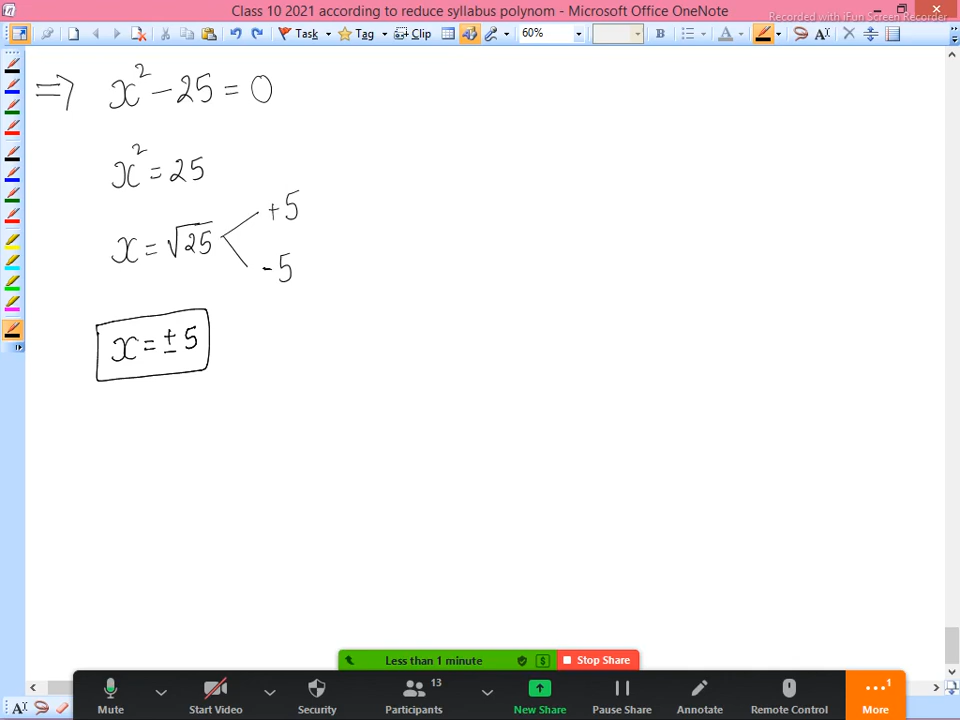 Class 10 2021 according to reduce syllabus polynom - Microsoft Office OneNote
Recorded with iFun Screen Recorder
Task Tag Clip 60% B A A
⇒ x² - 25 = 0
x² = 25
x = √25 +5
-5
x = ± 5
Less than 1 minute $ Stop Share
13 1
Mute Start Video Security Participants New Share Pause Share Annotate Remote Control More